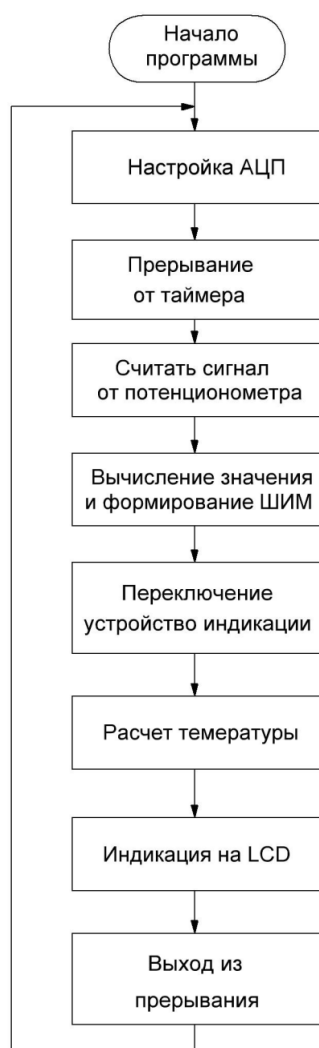 Начало
программы
Настройка АЦП
Прерывание
от таймера
Считать сигнал
от потенционометра
Вычисление значения
и формирование ШИМ
Переключение
устройство индикации
Расчет темературы
Индикация на LCD
Выход из
прерывания